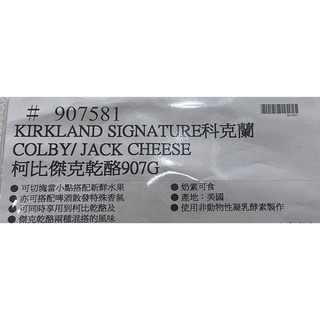 # 907581
KIRKLAND SIGNATURE科克蘭
COLBY/ JACK CHEESE
柯比傑克乾酪907G
● 可切塊當小點搭配新鮮水果
● 亦可搭配啤酒散發特殊香氣
● 可同時享用到柯比乾酪及
● 傑克乾酪兩種混搭的風味
● 奶素可食
● 產地：美國
● 使用非動物性凝乳酵素製作